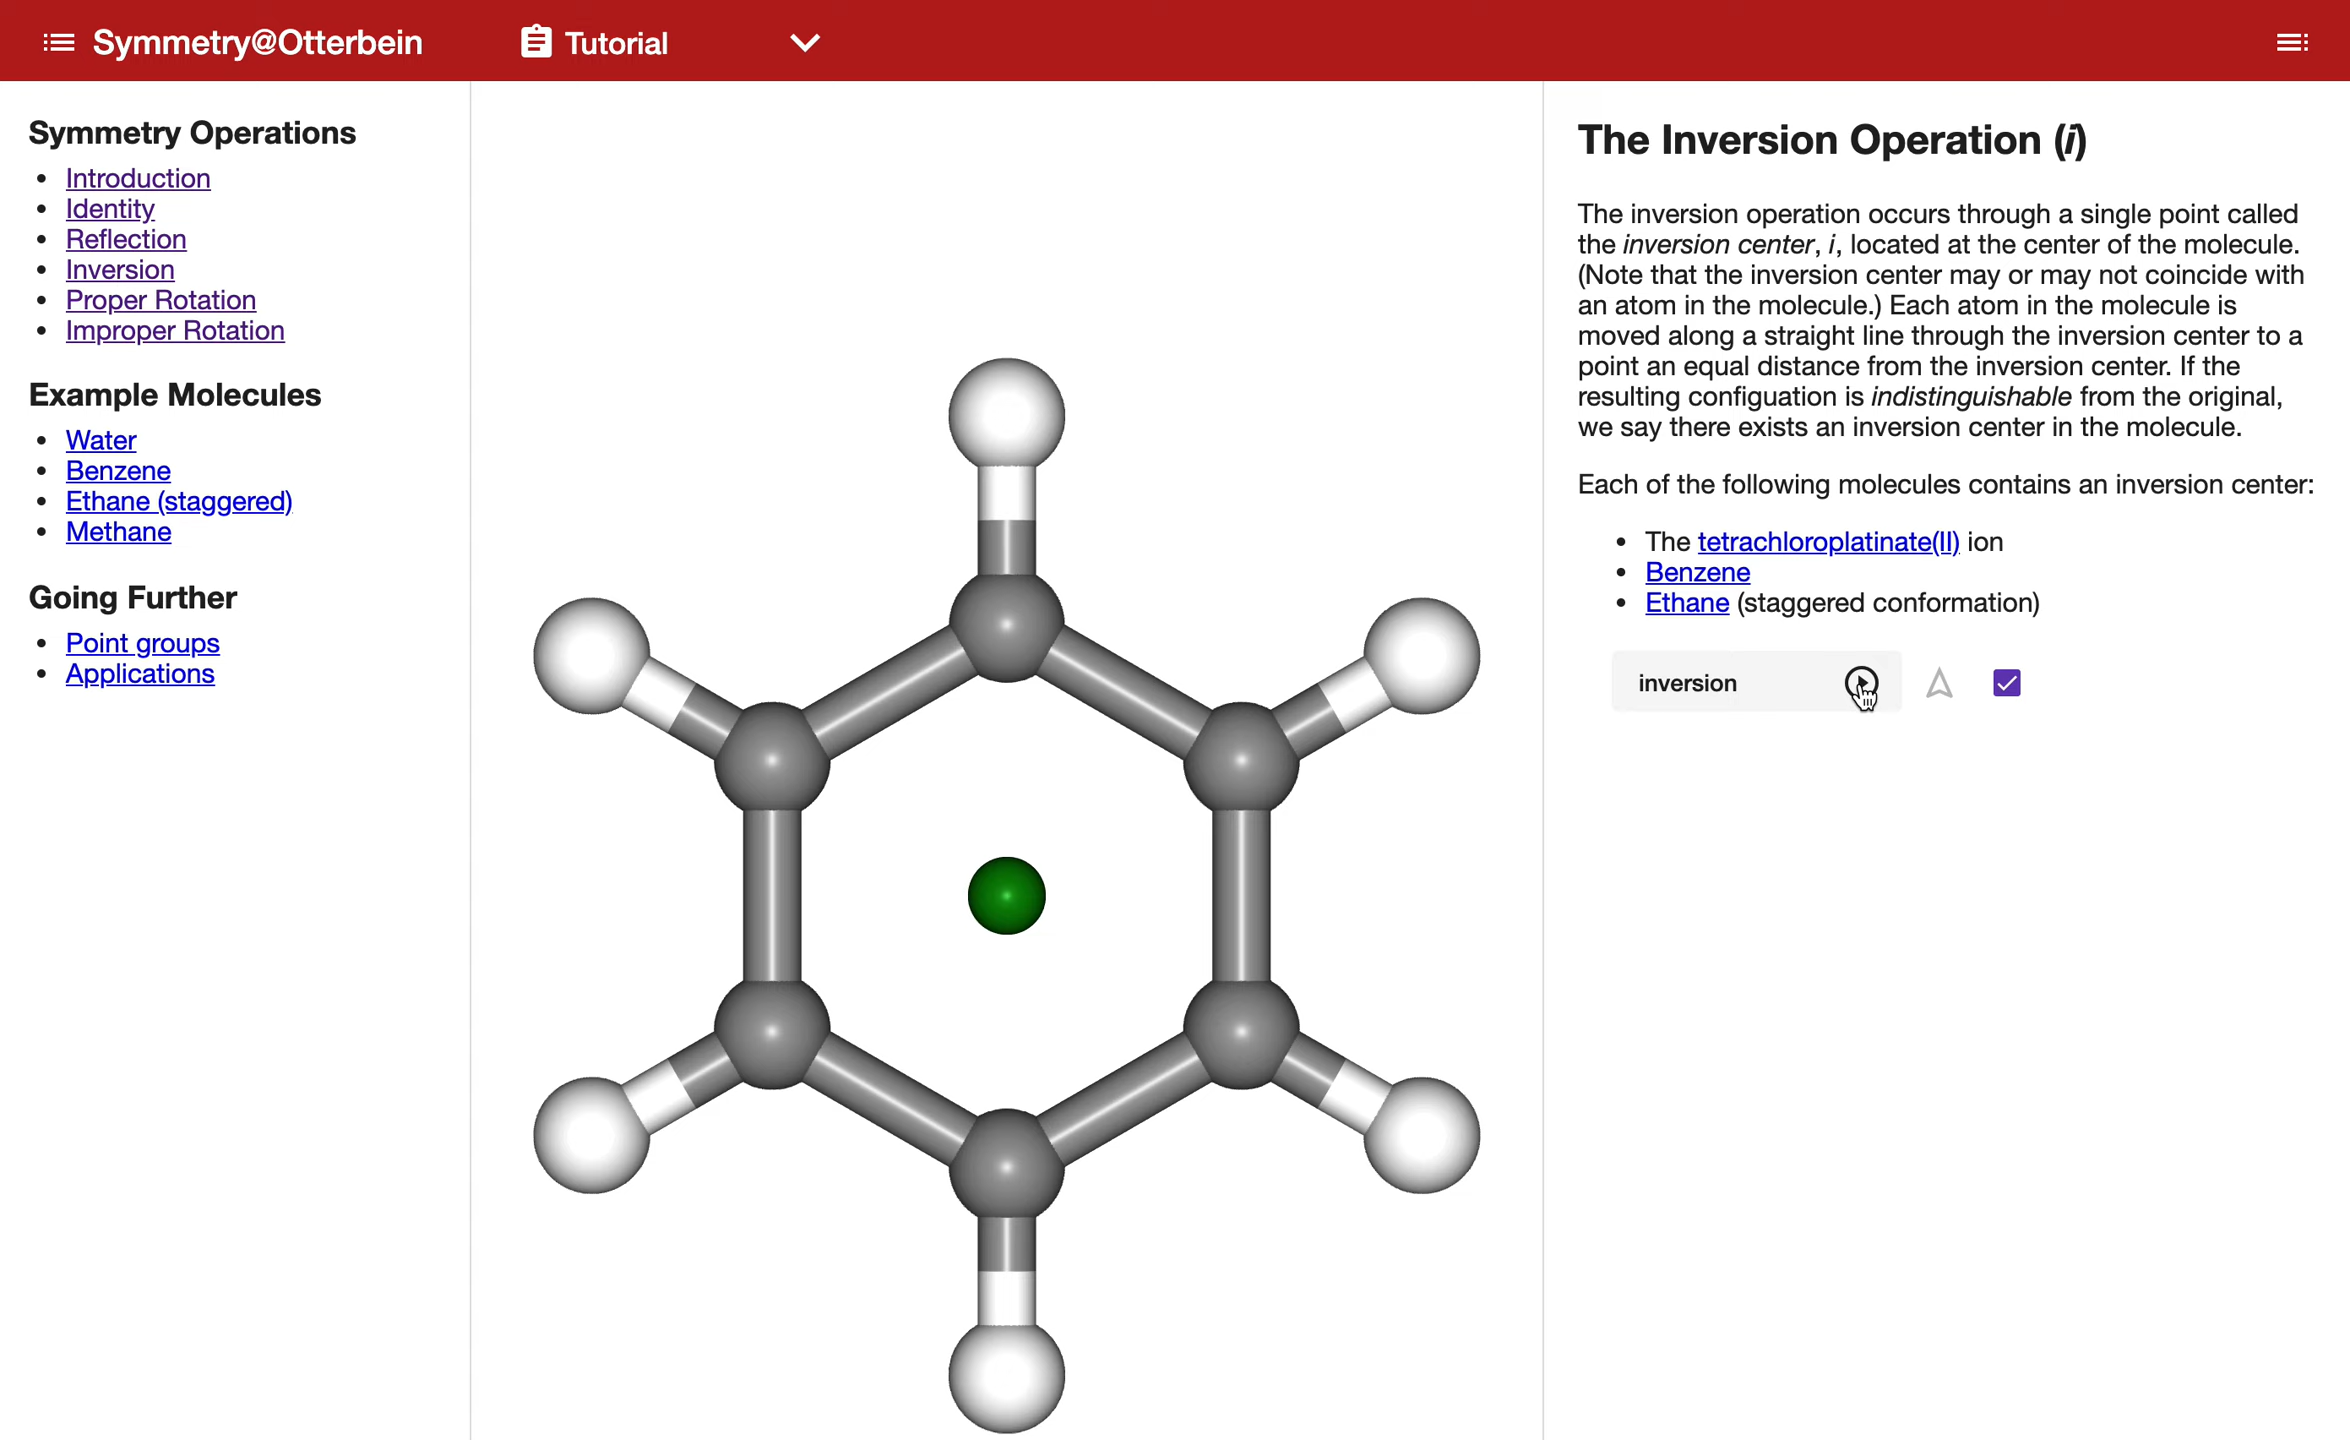 Symmetry@Otterbein
Tutorial
Symmetry Operations
Introduction
Identity
Reflection
Inversion
Proper Rotation
Improper Rotation
Example Molecules
Water
Benzene
Ethane (staggered)
Methane
Going Further
Point groups
Applications
The Inversion Operation (i)
The inversion operation occurs through a single point called
the inversion center, i, located at the center of the molecule.
(Note that the inversion center may or may not coincide with
an atom in the molecule.) Each atom in the molecule is
moved along a straight line through the inversion center to a
point an equal distance from the inversion center. If the
resulting configuation is indistinguishable from the original,
we say there exists an inversion center in the molecule.
Each of the following molecules contains an inversion center:
The tetrachloroplatinate(II) ion
Benzene
Ethane (staggered conformation)
inversion